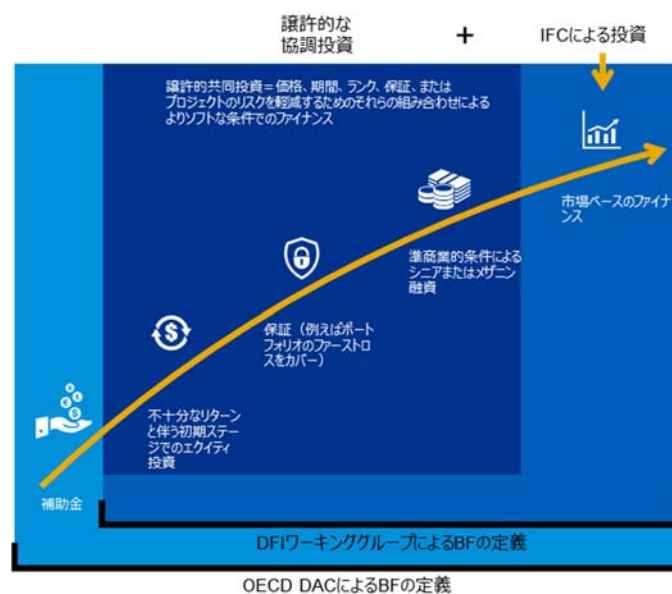 譲許的な
協調投資
+
IFCによる投資
譲許的共同投資＝価格、期間、ランク、保証、または
プロジェクトのリスクを軽減するためのそれらの組み合わせによる
よりソフトな条件でのファイナンス
市場ベースのファイナ
ンス
準商業的条件による
シニアまたはメザニン
融資
保証（例えばポート
フォリオのファーストロ
スをカバー）
不十分なリターン
と伴う初期ステー
ジでのエクイティ
投資
補助金
DFIワーキンググループによるBFの定義
OECD DACによるBFの定義